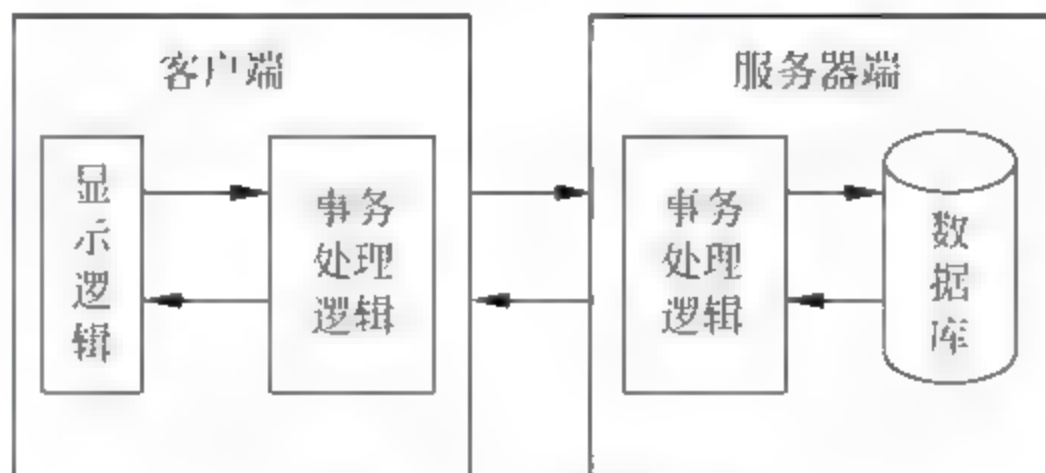 客户端
服务器端
显
示
逻
辑
事务
处理
逻辑
事务
处理
逻辑
数
据
库